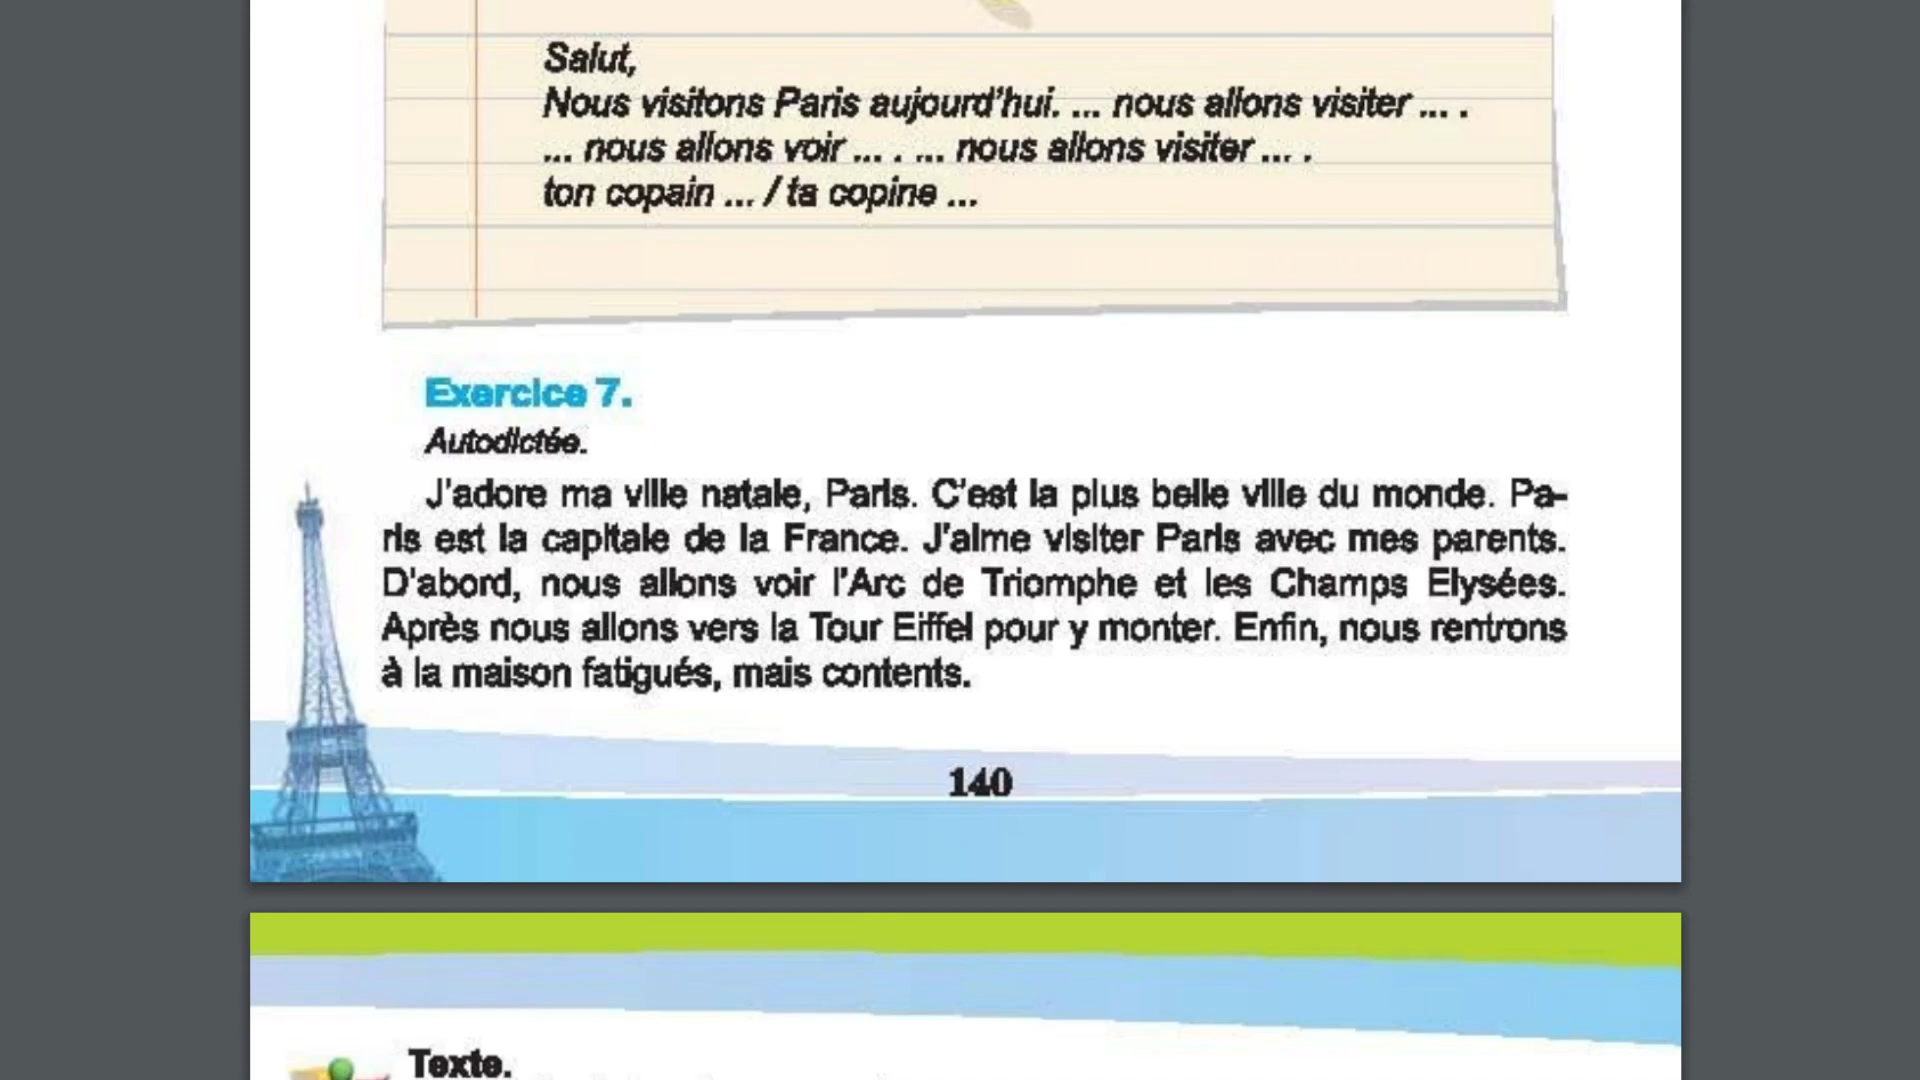 Salut,
Nous visitons Paris aujourd'hui. ... nous allons visiter ... .
... nous allons voir ... . ... nous allons visiter ... .
ton copain ... / ta copine ...
Exercice 7.
Autodictée.
J'adore ma ville natale, Paris. C'est la plus belle ville du monde. Pa-
ris est la capitale de la France. J'aime visiter Paris avec mes parents.
D'abord, nous allons voir l'Arc de Triomphe et les Champs Elysées.
Après nous allons vers la Tour Eiffel pour y monter. Enfin, nous rentrons
à la maison fatigués, mais contents.
140
Texte.